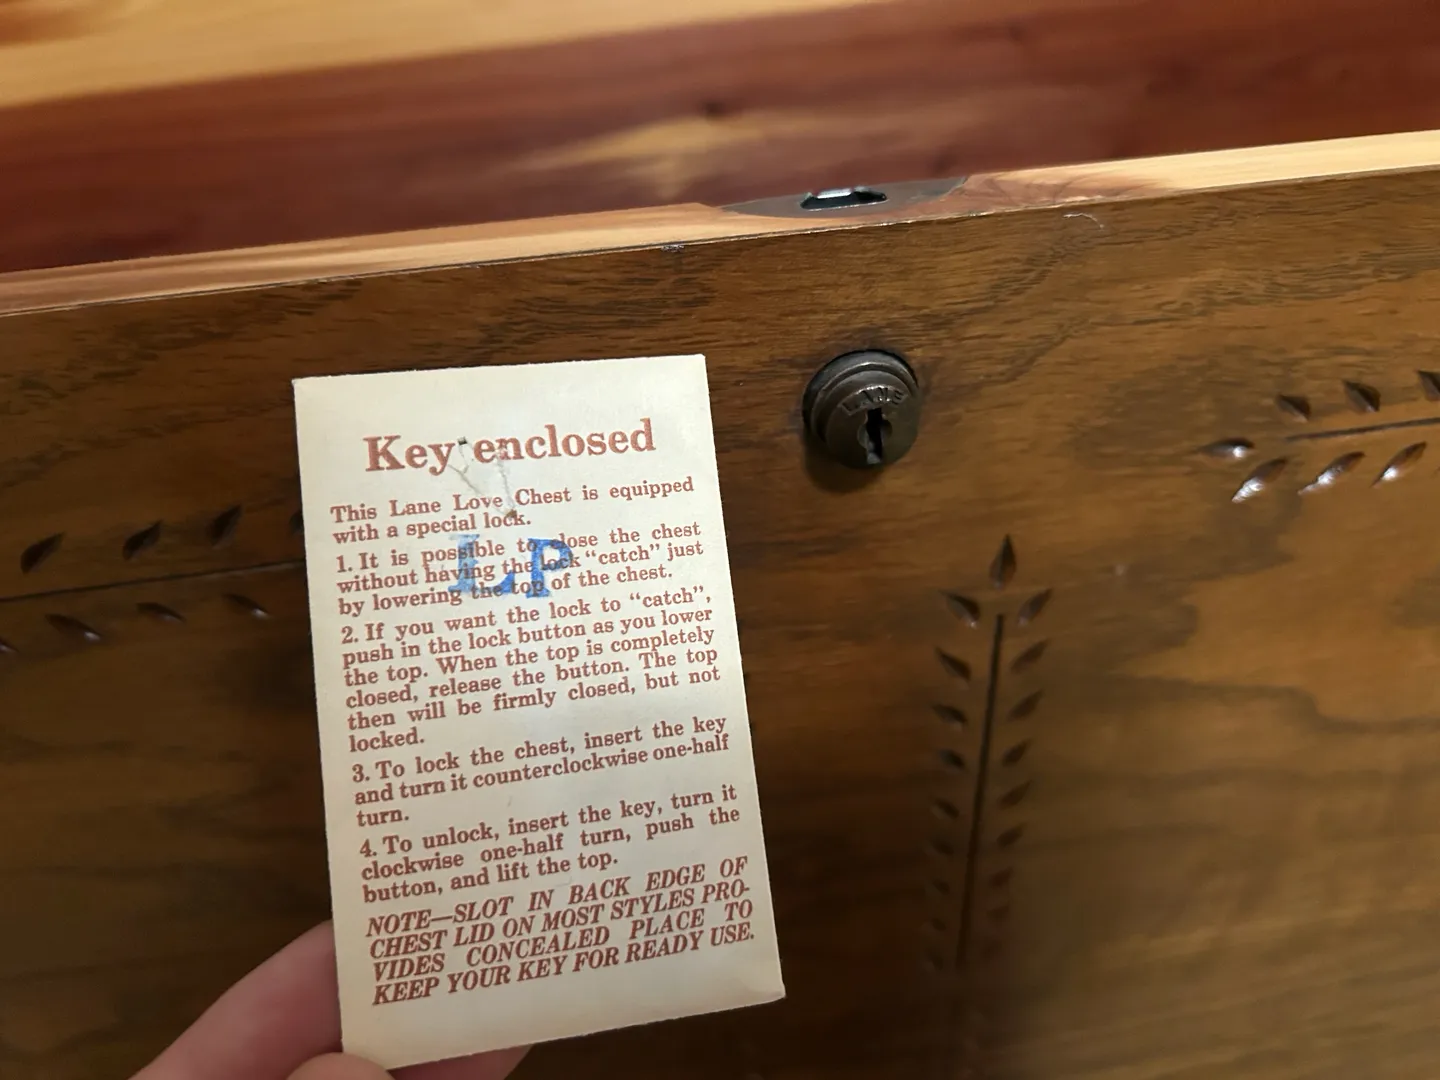 Key enclosed
This Lane Love Chest is equipped
with a special lock.
1. It is possible to close the chest
without having the lock “catch” just
by lowering the top of the chest.
2. If you want the lock to “catch”,
push in the lock button as you lower
the top. When the top is completely
closed, release the button. The top
then will be firmly closed, but not
locked.
3. To lock the chest, insert the key
and turn it counterclockwise one-half
turn.
4. To unlock, insert the key, turn it
clockwise one-half turn, push the
button, and lift the top.
NOTE—SLOT IN BACK EDGE OF
CHEST LID ON MOST STYLES PRO-
VIDES CONCEALED PLACE TO
KEEP YOUR KEY FOR READY USE.
LP
LANE